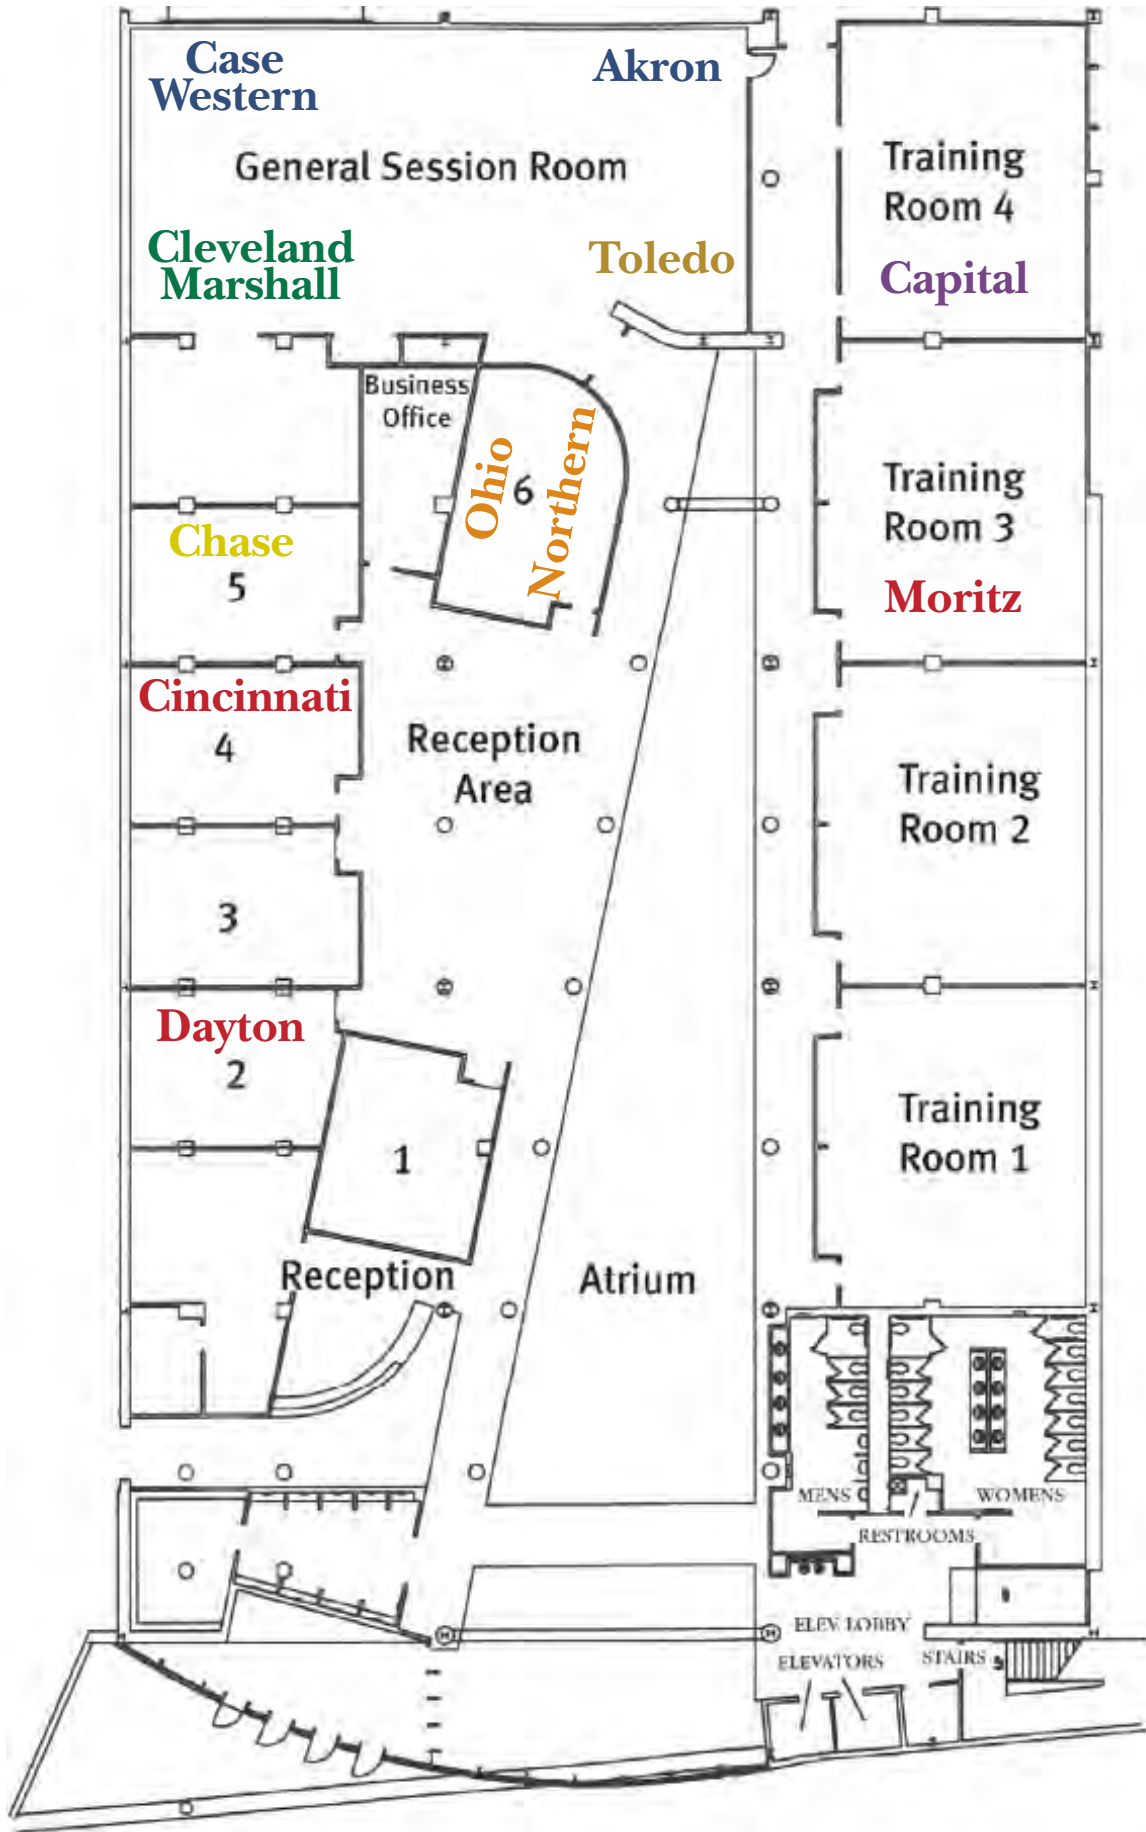 Case
Western
Akron
General Session Room
Cleveland
Marshall
Toledo
Training
Room 4
Capital
Business
Office
Ohio
6
Northern
Training
Room 3
Moritz
Chase
5
Cincinnati
4
Reception
Area
Training
Room 2
3
Dayton
2
1
Training
Room 1
Reception
Atrium
MENS
WOMENS
RESTROOMS
ELEV. LOBBY
ELEVATORS
STAIRS